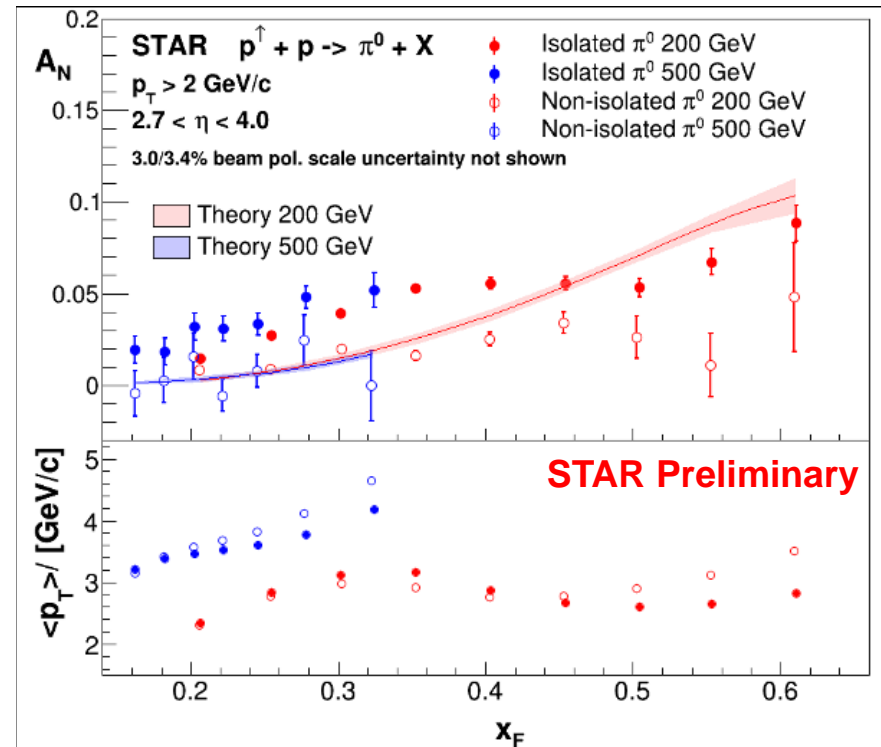 0.2
A_N
STAR p↑ + p -> π⁰ + X
p_T > 2 GeV/c
2.7 < η < 4.0
3.0/3.4% beam pol. scale uncertainty not shown
Isolated π⁰ 200 GeV
Isolated π⁰ 500 GeV
Non-isolated π⁰ 200 GeV
Non-isolated π⁰ 500 GeV
0.15
0.1
Theory 200 GeV
Theory 500 GeV
0.05
0
STAR Preliminary
<p_T>/ [GeV/c]
5
4
3
2
0.2 0.3 0.4 0.5 0.6
x_F